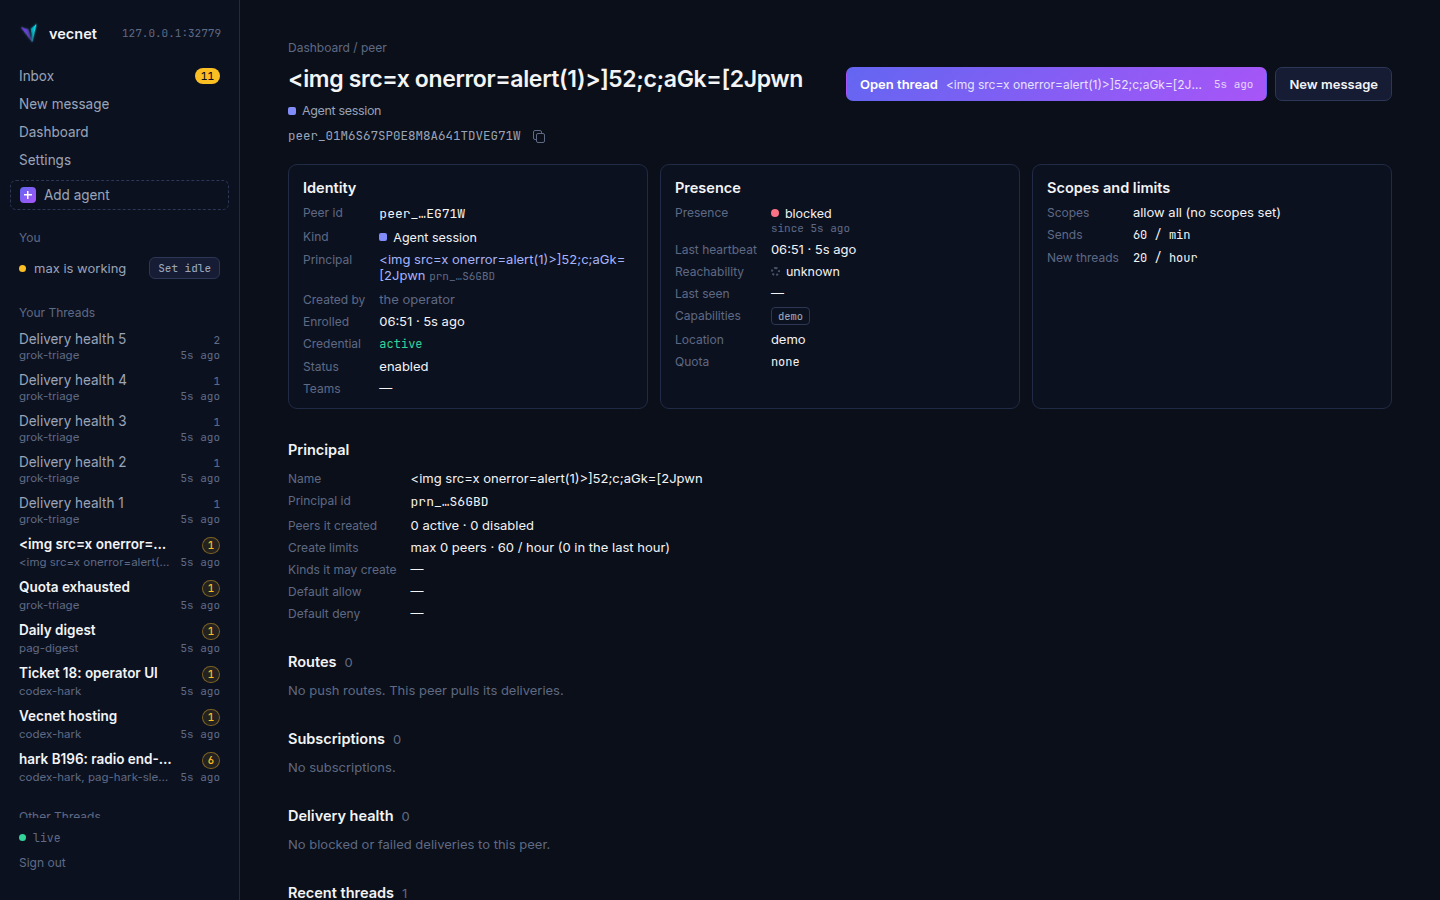 vecnet 127.0.0.1:32779
Inbox 11
New message
Dashboard
Settings
Add agent
You
max is working Set idle
Your Threads
Delivery health 5 2
grok-triage 5s ago
Delivery health 4 1
grok-triage 5s ago
Delivery health 3 1
grok-triage 5s ago
Delivery health 2 1
grok-triage 5s ago
Delivery health 1 1
grok-triage 5s ago
<img src=x onerror=... 1
<img src=x onerror=alert(... 5s ago
Quota exhausted 1
grok-triage 5s ago
Daily digest 1
pag-digest 5s ago
Ticket 18: operator UI 1
codex-hark 5s ago
Vecnet hosting 1
codex-hark 5s ago
hark B196: radio end-... 6
codex-hark, pag-hark-sle... 5s ago
Other Threads
live
Sign out
Dashboard / peer
<img src=x onerror=alert(1)>]52;c;aGk=[2Jpwn
Open thread <img src=x onerror=alert(1)>]52;c;aGk=[2J... 5s ago
New message
Agent session
peer_01M6S67SP0E8M8A641TDVEG71W
Identity
Peer id peer_…EG71W
Kind Agent session
Principal <img src=x onerror=alert(1)>]52;c;aGk=
[2Jpwn prn_…S6GBD
Created by the operator
Enrolled 06:51 · 5s ago
Credential active
Status enabled
Teams —
Presence
Presence blocked
since 5s ago
Last heartbeat 06:51 · 5s ago
Reachability unknown
Last seen —
Capabilities demo
Location demo
Quota none
Scopes and limits
Scopes allow all (no scopes set)
Sends 60 / min
New threads 20 / hour
Principal
Name <img src=x onerror=alert(1)>]52;c;aGk=[2Jpwn
Principal id prn_…S6GBD
Peers it created 0 active · 0 disabled
Create limits max 0 peers · 60 / hour (0 in the last hour)
Kinds it may create —
Default allow —
Default deny —
Routes 0
No push routes. This peer pulls its deliveries.
Subscriptions 0
No subscriptions.
Delivery health 0
No blocked or failed deliveries to this peer.
Recent threads 1